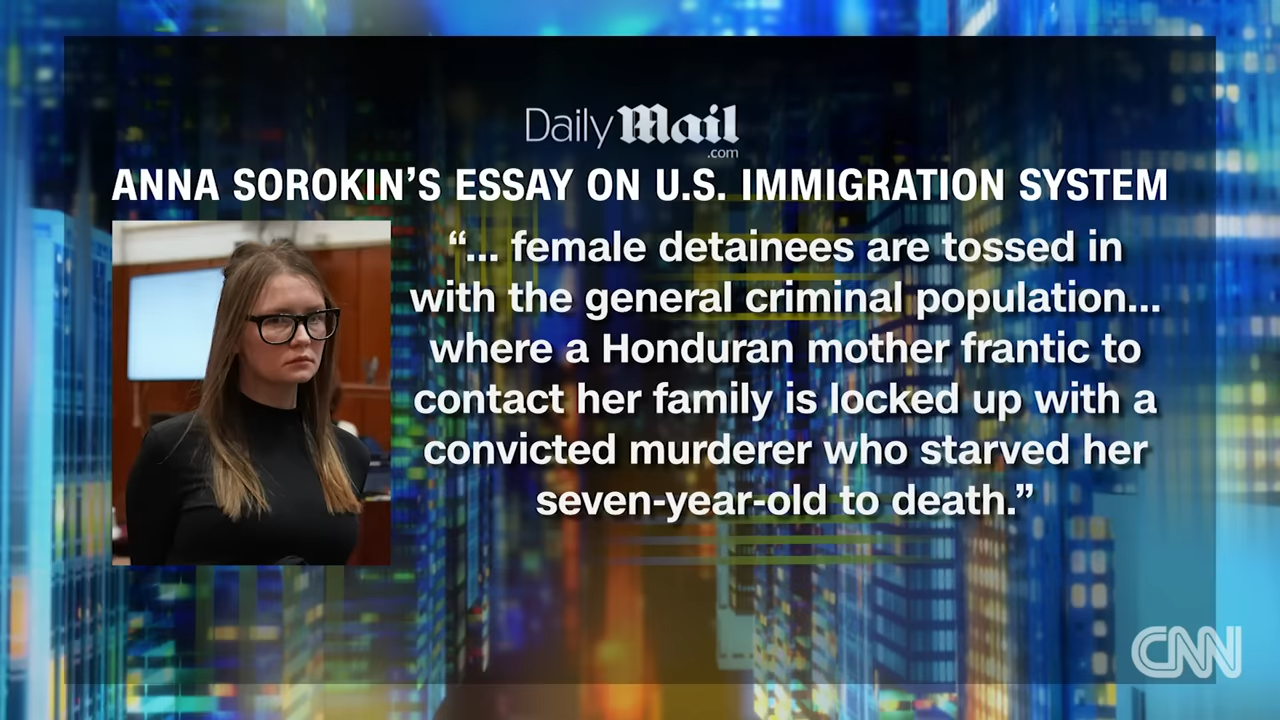 Daily Mail
.com
ANNA SOROKIN’S ESSAY ON U.S. IMMIGRATION SYSTEM
“... female detainees are tossed in
with the general criminal population...
where a Honduran mother frantic to
contact her family is locked up with a
convicted murderer who starved her
seven-year-old to death.”
CNN